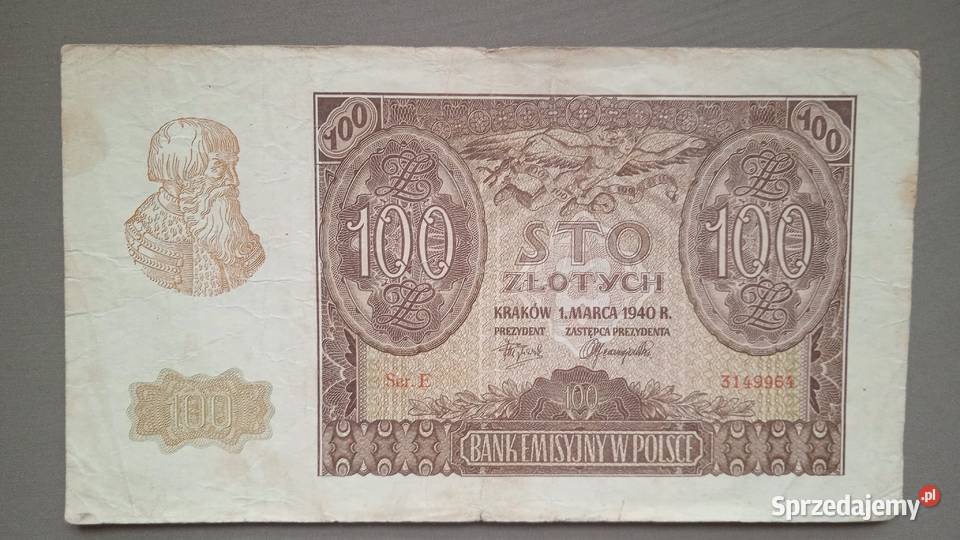 100
100
100
STO
100
ZŁOTYCH
KRAKÓW 1. MARCA 1940 R.
PREZYDENT ZASTĘPCA PREZYDENTA
Ser. E
3149964
100
100
BANK EMISYJNY W POLSCE
Sprzedajemy.pl